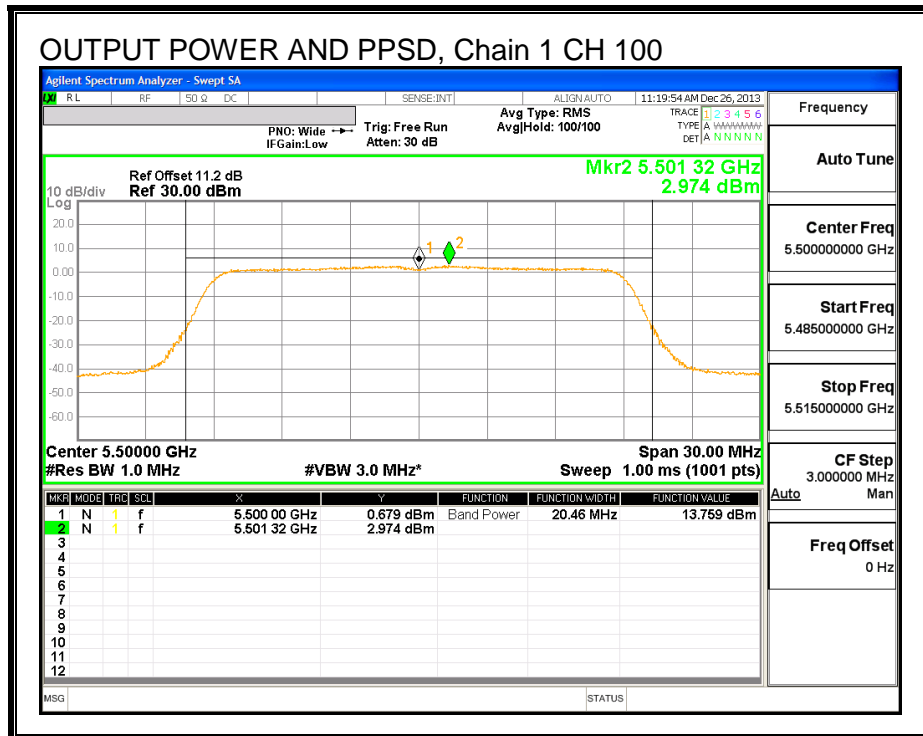 OUTPUT POWER AND PPSD, Chain 1 CH 100
Agilent Spectrum Analyzer - Swept SA
LXI RL RF 50 Ω DC SENSE:INT ALIGN AUTO 11:19:54 AM Dec 26, 2013
PNO: Wide Trig: Free Run Avg Type: RMS TRACE 1 2 3 4 5 6
IFGain:Low Atten: 30 dB Avg|Hold: 100/100 TYPE A WWWWW
DET A N N N N N
Mkr2 5.501 32 GHz
2.974 dBm
Ref Offset 11.2 dB
10 dB/div Ref 30.00 dBm
Log
20.0
10.0
0.00
-10.0
-20.0
-30.0
-40.0
-50.0
-60.0
1
2
Center 5.50000 GHz Span 30.00 MHz
#Res BW 1.0 MHz #VBW 3.0 MHz* Sweep 1.00 ms (1001 pts)
MKR MODE TRC SCL X Y FUNCTION FUNCTION WIDTH FUNCTION VALUE
1 N 1 f 5.500 00 GHz 0.679 dBm Band Power 20.46 MHz 13.759 dBm
2 N 1 f 5.501 32 GHz 2.974 dBm
3
4
5
6
7
8
9
10
11
12
MSG STATUS
Frequency
Auto Tune
Center Freq
5.500000000 GHz
Start Freq
5.485000000 GHz
Stop Freq
5.515000000 GHz
CF Step
3.000000 MHz
Auto Man
Freq Offset
0 Hz